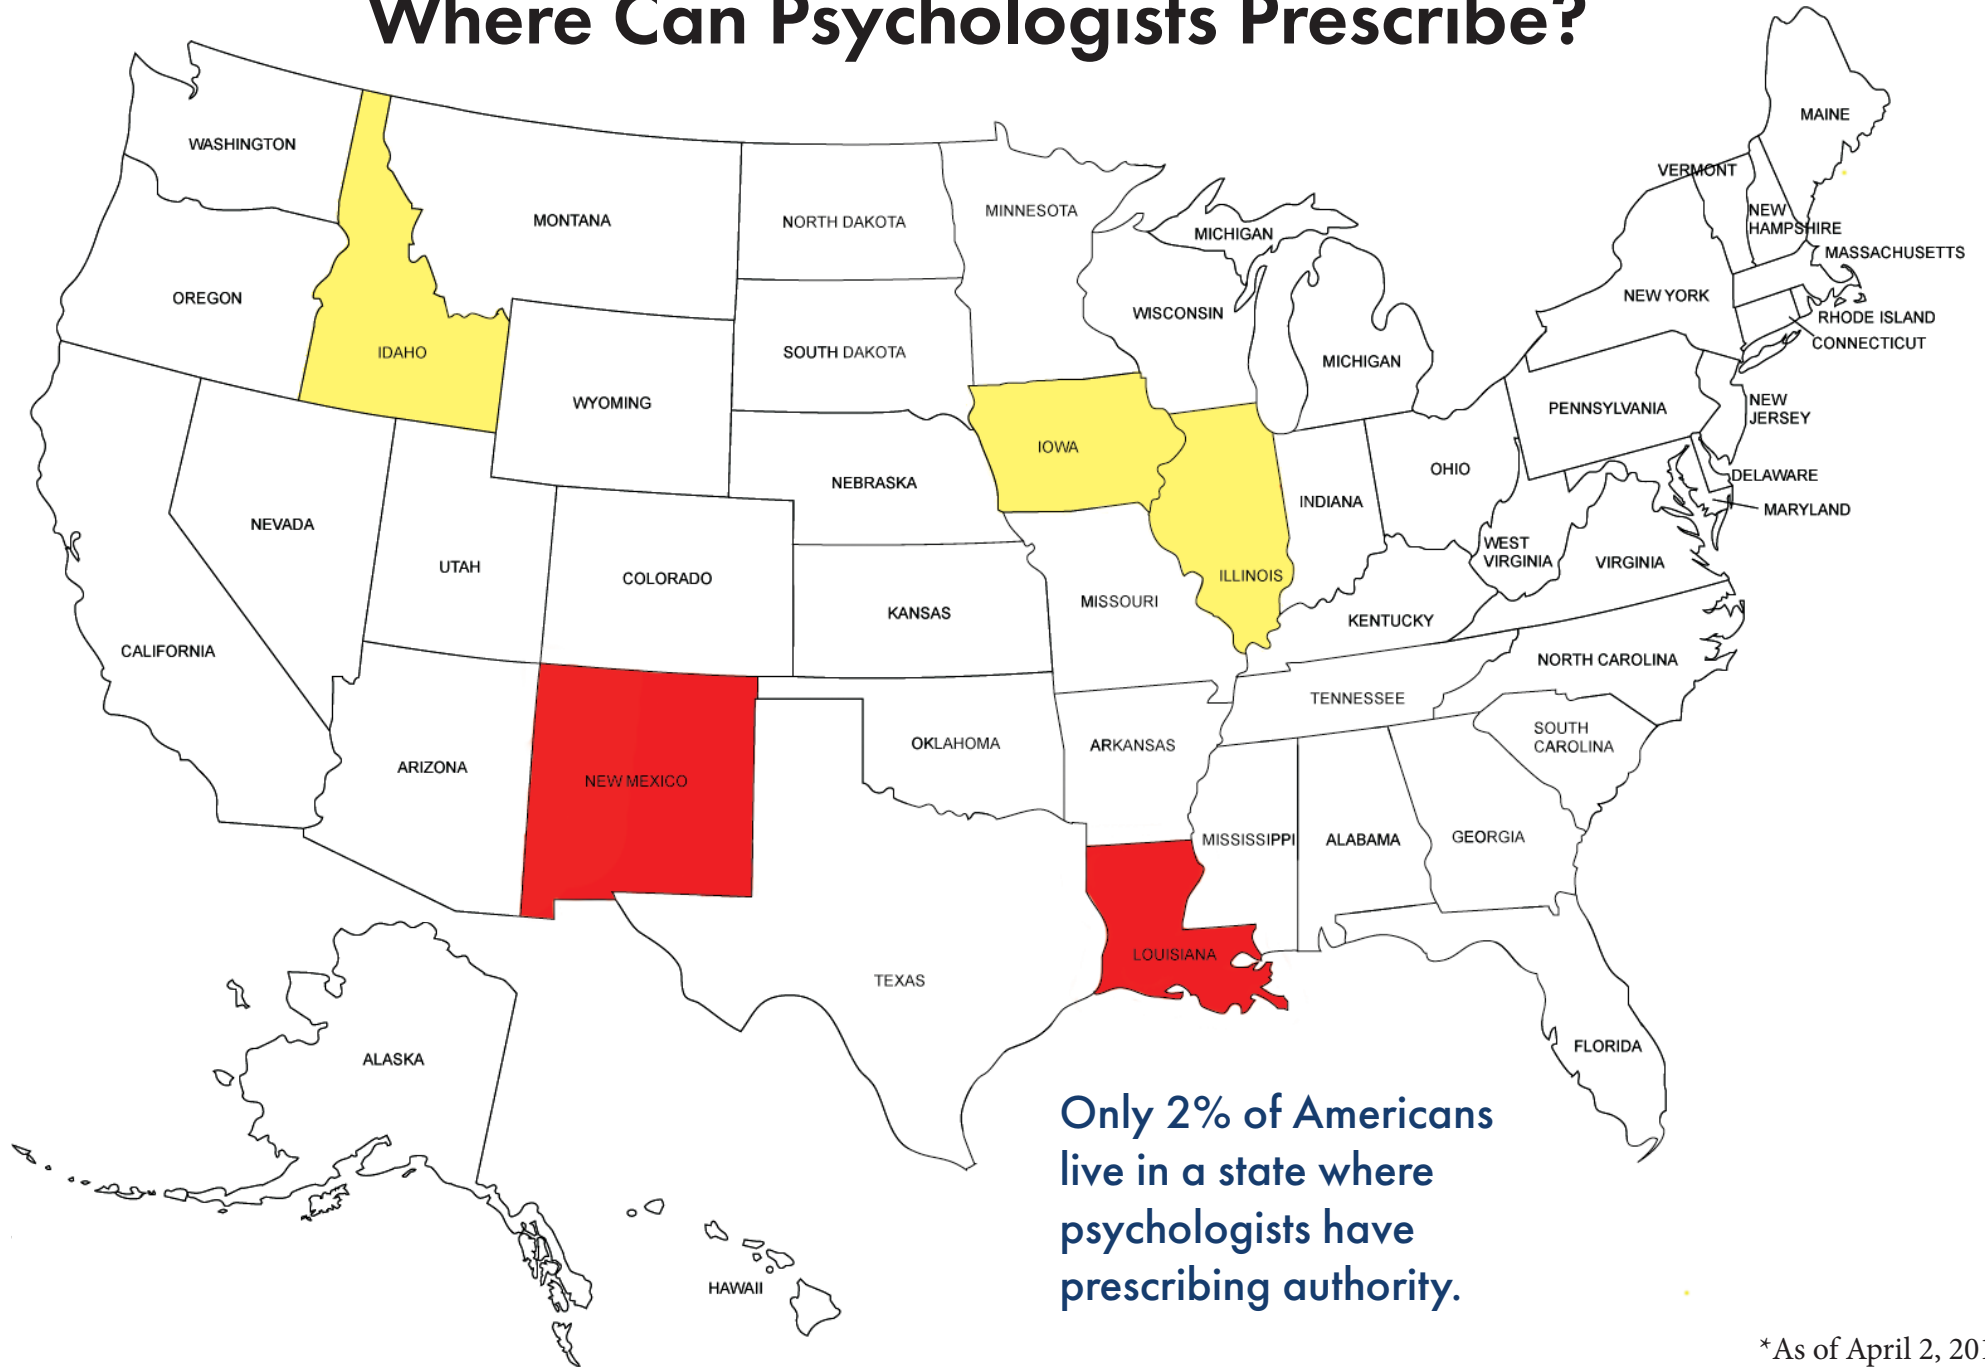 Where Can Psychologists Prescribe?
MAINE
WASHINGTON
VERMONT
MONTANA
NORTH DAKOTA
MINNESOTA
NEW
HAMPSHIRE
MICHIGAN
MASSACHUSETTS
OREGON
NEW YORK
WISCONSIN
RHODE ISLAND
CONNECTICUT
IDAHO
SOUTH DAKOTA
MICHIGAN
WYOMING
PENNSYLVANIA
NEW
JERSEY
IOWA
OHIO
DELAWARE
NEBRASKA
INDIANA
MARYLAND
NEVADA
WEST
VIRGINIA
VIRGINIA
UTAH
COLORADO
ILLINOIS
MISSOURI
KANSAS
KENTUCKY
CALIFORNIA
NORTH CAROLINA
TENNESSEE
SOUTH
CAROLINA
OKLAHOMA
ARKANSAS
ARIZONA
NEW MEXICO
MISSISSIPPI
ALABAMA
GEORGIA
LOUISIANA
TEXAS
FLORIDA
ALASKA
HAWAII
Only 2% of Americans
live in a state where
psychologists have
prescribing authority.
*As of April 2,